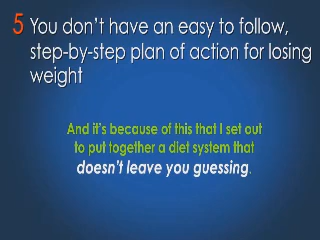 5 You don't have an easy to follow,
step-by-step plan of action for losing
weight
And it's because of this that I set out
to put together a diet system that
doesn't leave you guessing.